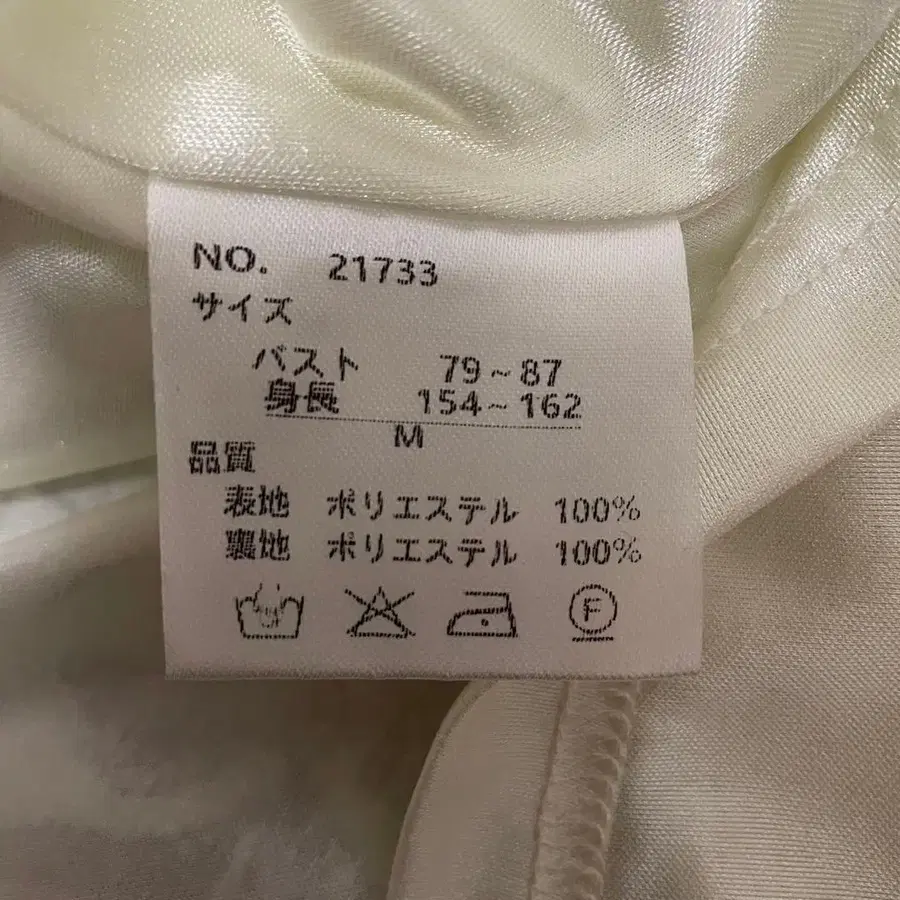 NO. 21733
サイズ
バスト 79~87
身長 154~162
M
品質
表地 ポリエステル 100%
裏地 ポリエステル 100%
F